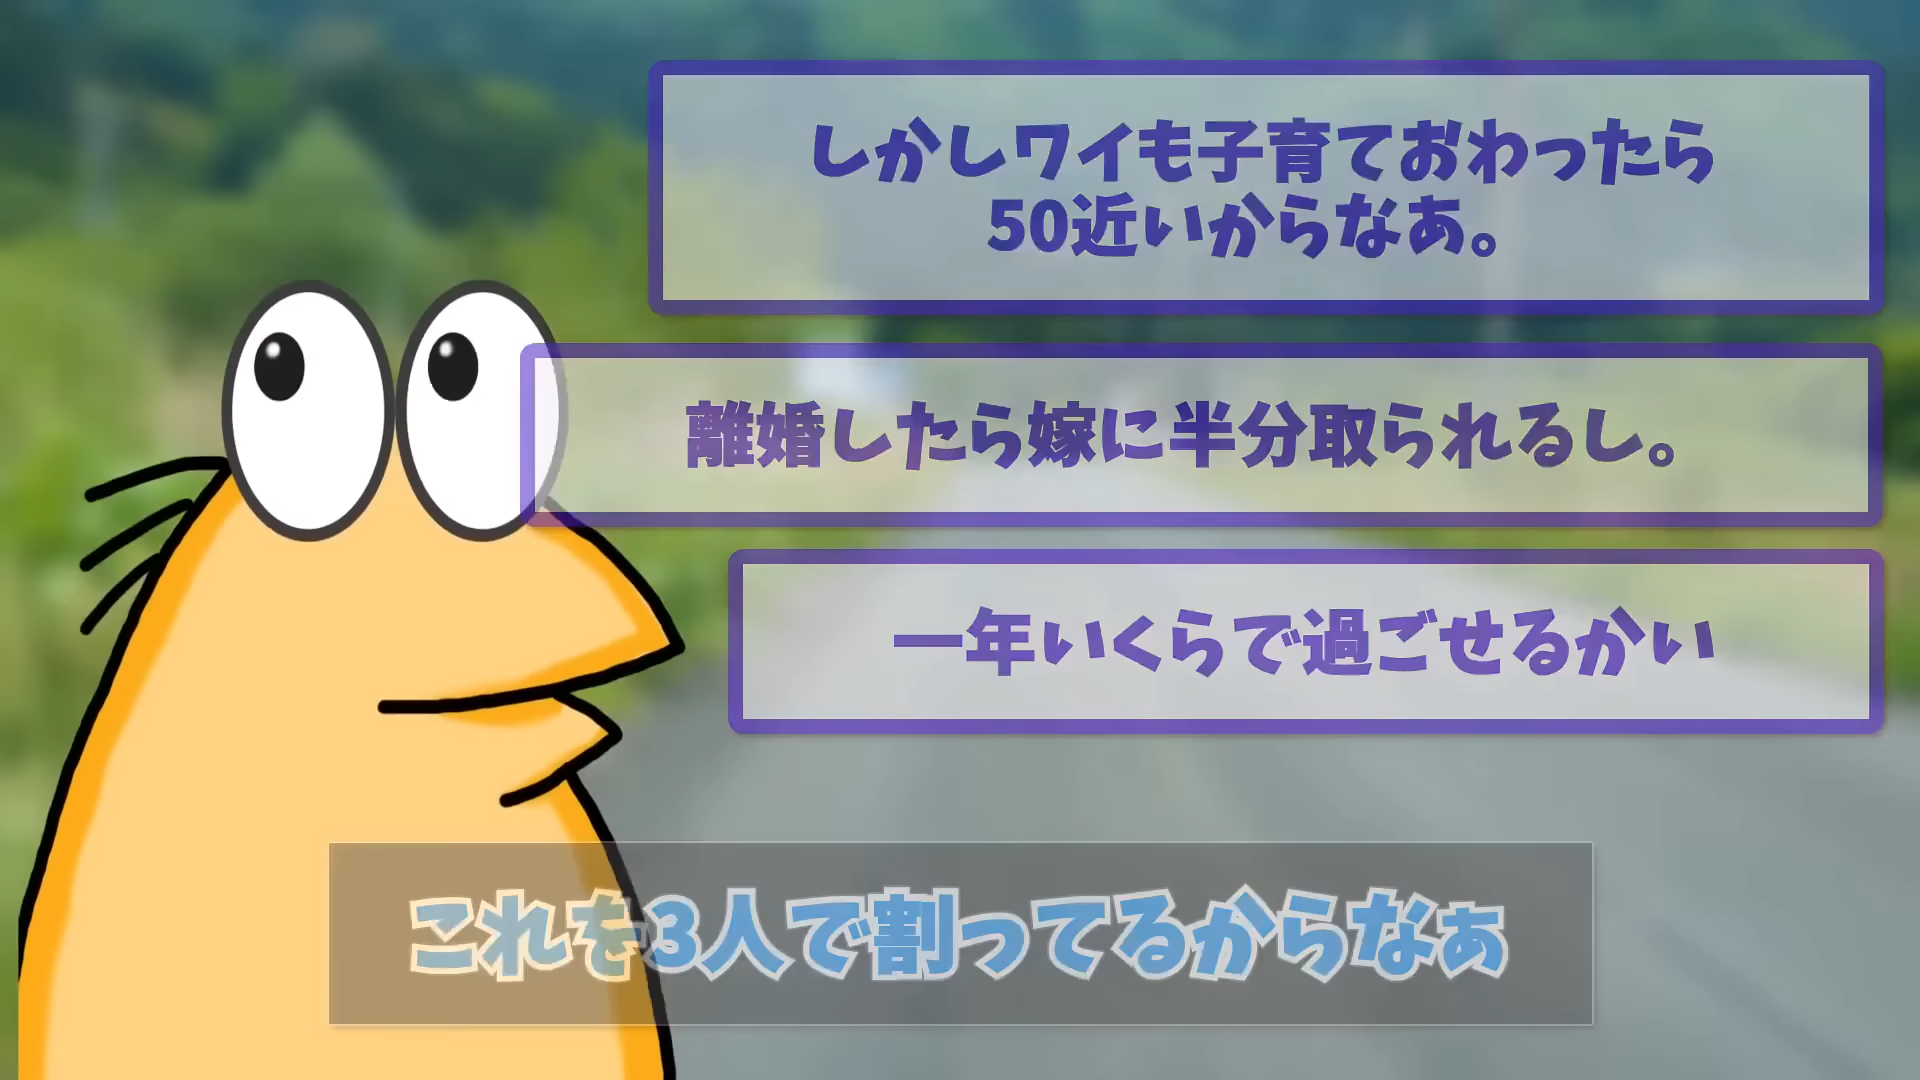 しかしワイも子育ておわったら
50近いからなあ。
離婚したら嫁に半分取られるし。
一年いくらで過ごせるかい
これを3人で割ってるからなぁ